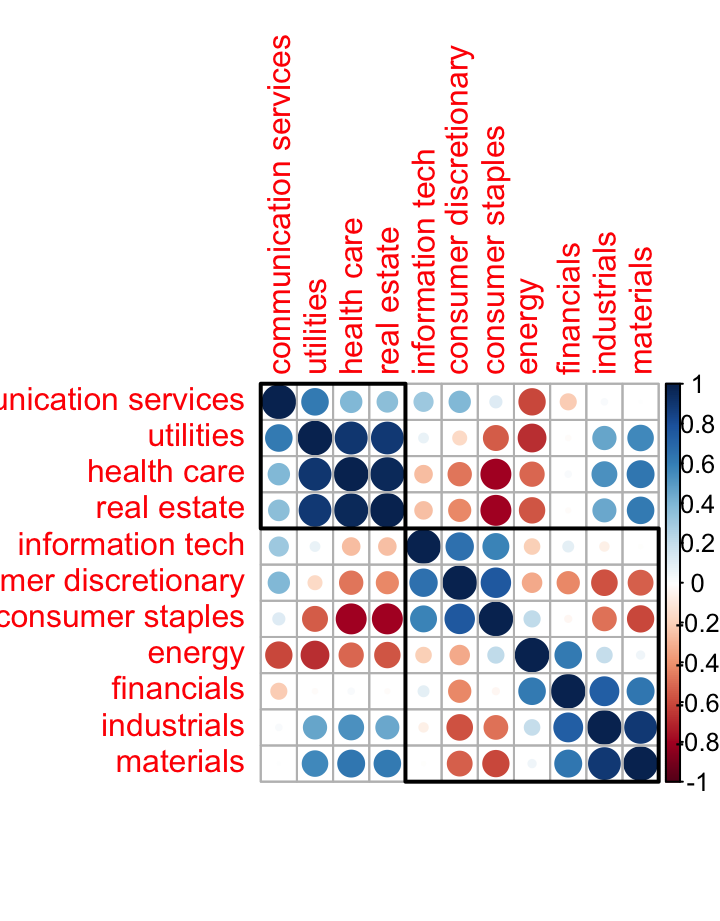 communication services
utilities
health care
real estate
information tech
consumer discretionary
consumer staples
energy
financials
industrials
materials
unication services
utilities
health care
real estate
information tech
mer discretionary
consumer staples
energy
financials
industrials
materials
1
0.8
0.6
0.4
0.2
0
-0.2
-0.4
-0.6
-0.8
-1